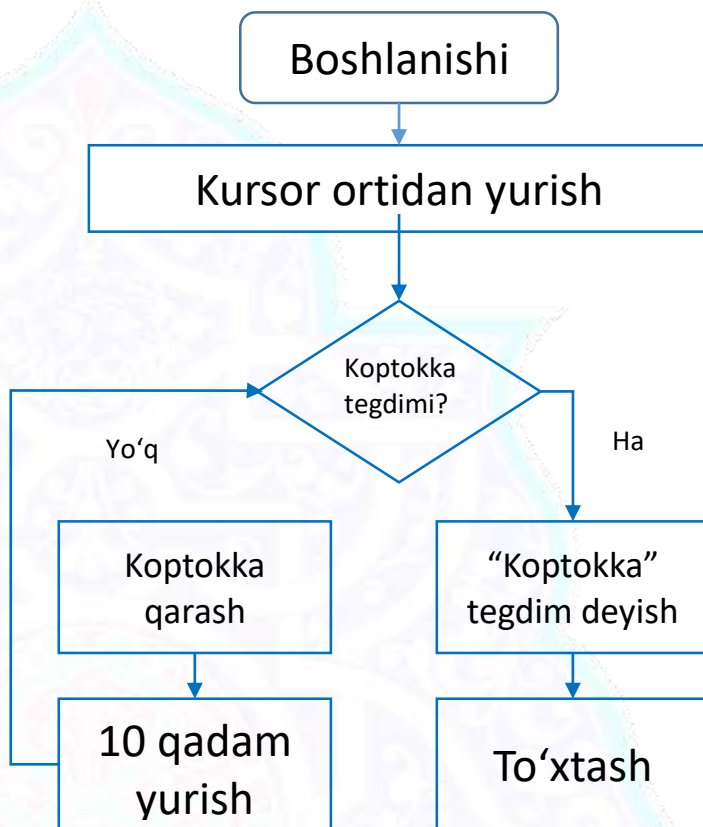 Boshlanishi
Kursor ortidan yurish
Koptokka
tegdimi?
Yo‘q
Ha
Koptokka
qarash
“Koptokka”
tegdim deyish
10 qadam
yurish
To‘xtash